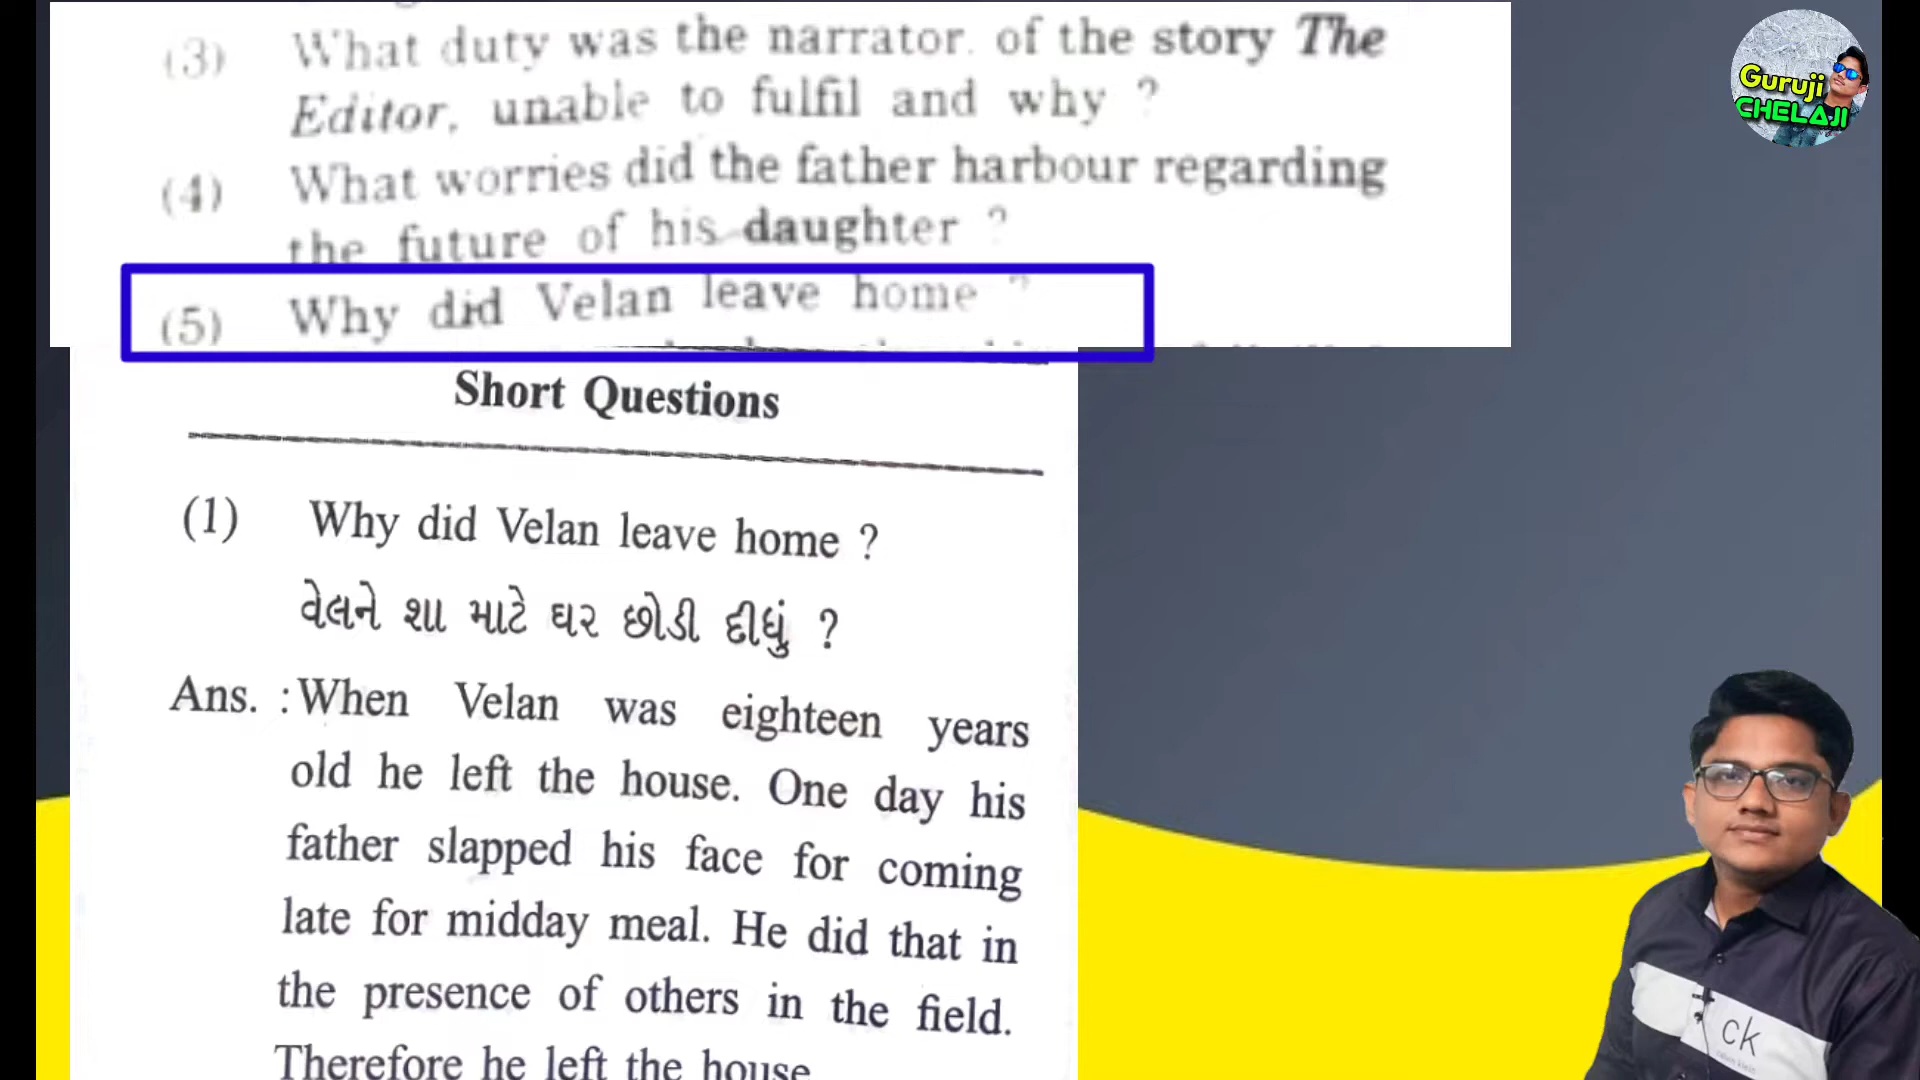 (3) What duty was the narrator. of the story The
Editor, unable to fulfil and why ?
(4) What worries did the father harbour regarding
the future of his daughter ?
(5) Why did Velan leave home ?
Short Questions
(1) Why did Velan leave home ?
વેલને શા માટે ઘર છોડી દીધું ?
Ans. : When Velan was eighteen years
old he left the house. One day his
father slapped his face for coming
late for midday meal. He did that in
the presence of others in the field.
Therefore he left the house
Guruji
CHELAJI
ck